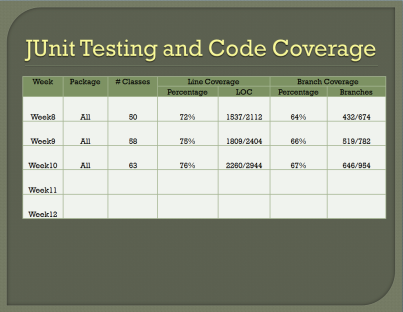 JUnit Testing and Code Coverage
Week Package # Classes Line Coverage Branch Coverage
Percentage LOC Percentage Branches
Week8 All 50 72% 1537/2112 64% 432/674
Week9 All 58 75% 1809/2404 66% 519/782
Week10 All 63 76% 2260/2944 67% 646/954
Week11
Week12